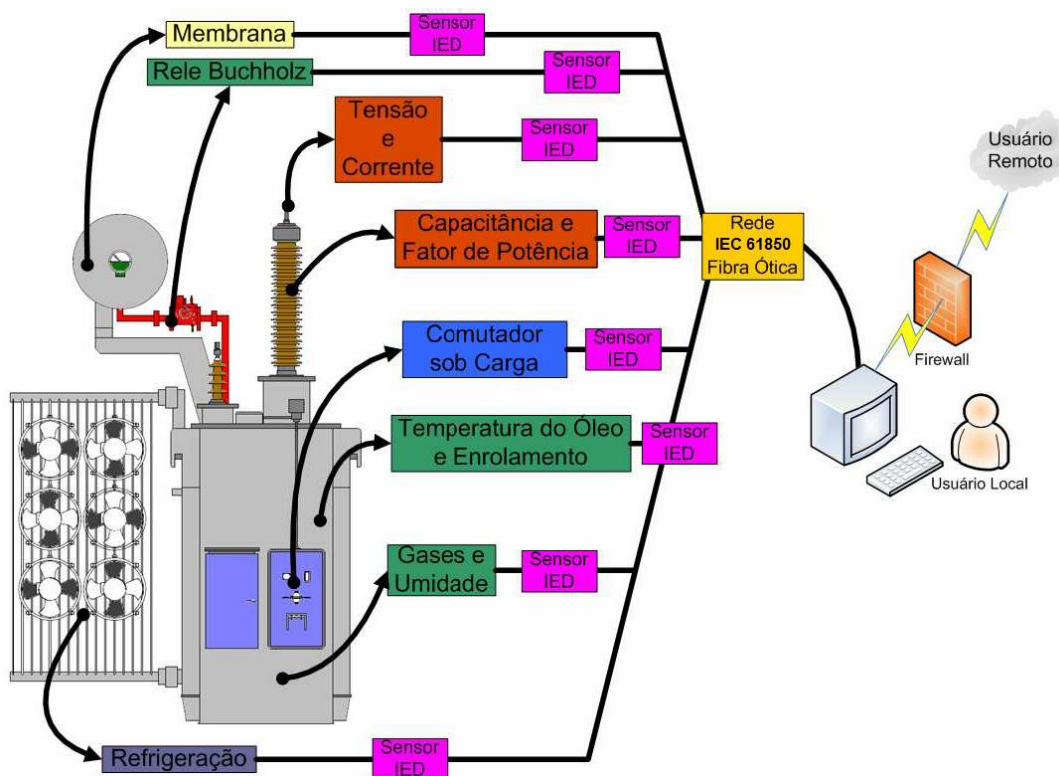 Membrana
Sensor
IED
Rele Buchholz
Sensor
IED
Tensão
e
Corrente
Sensor
IED
Capacitância e
Fator de Potência
Sensor
IED
Rede
IEC 61850
Fibra Ótica
Usuário
Remoto
Firewall
Comutador
sob Carga
Sensor
IED
Temperatura do Óleo
e Enrolamento
Sensor
IED
Usuário Local
Gases e
Umidade
Sensor
IED
Refrigeração
Sensor
IED